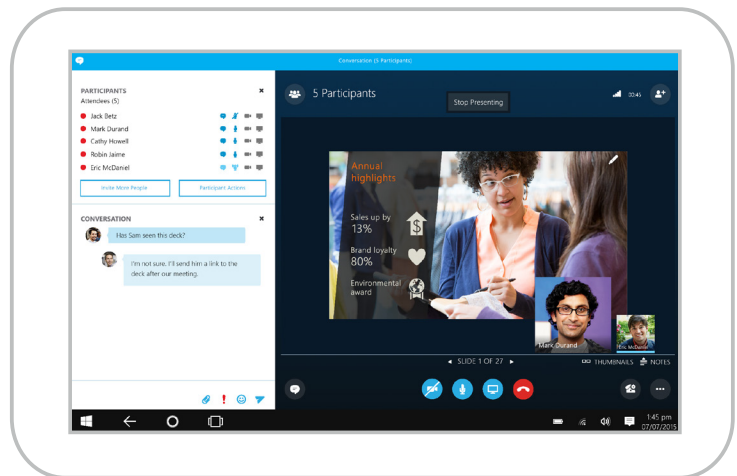 Conversation (5 Participants)
PARTICIPANTS
Attendees (5)
Jack Betz
Mark Durand
Cathy Howell
Robin Jaime
Eric McDaniel
Invite More People
Participant Actions
CONVERSATION
Has Sam seen this deck?
I'm not sure. I'll send him a link to the
deck after our meeting.
5 Participants
Stop Presenting
30:45
Annual
highlights
Sales up by
13%
Brand loyalty
80%
Environmental
award
Mark Durand
Eric McDaniel
SLIDE 1 OF 27
THUMBNAILS
NOTES
1:45 pm
07/07/2015